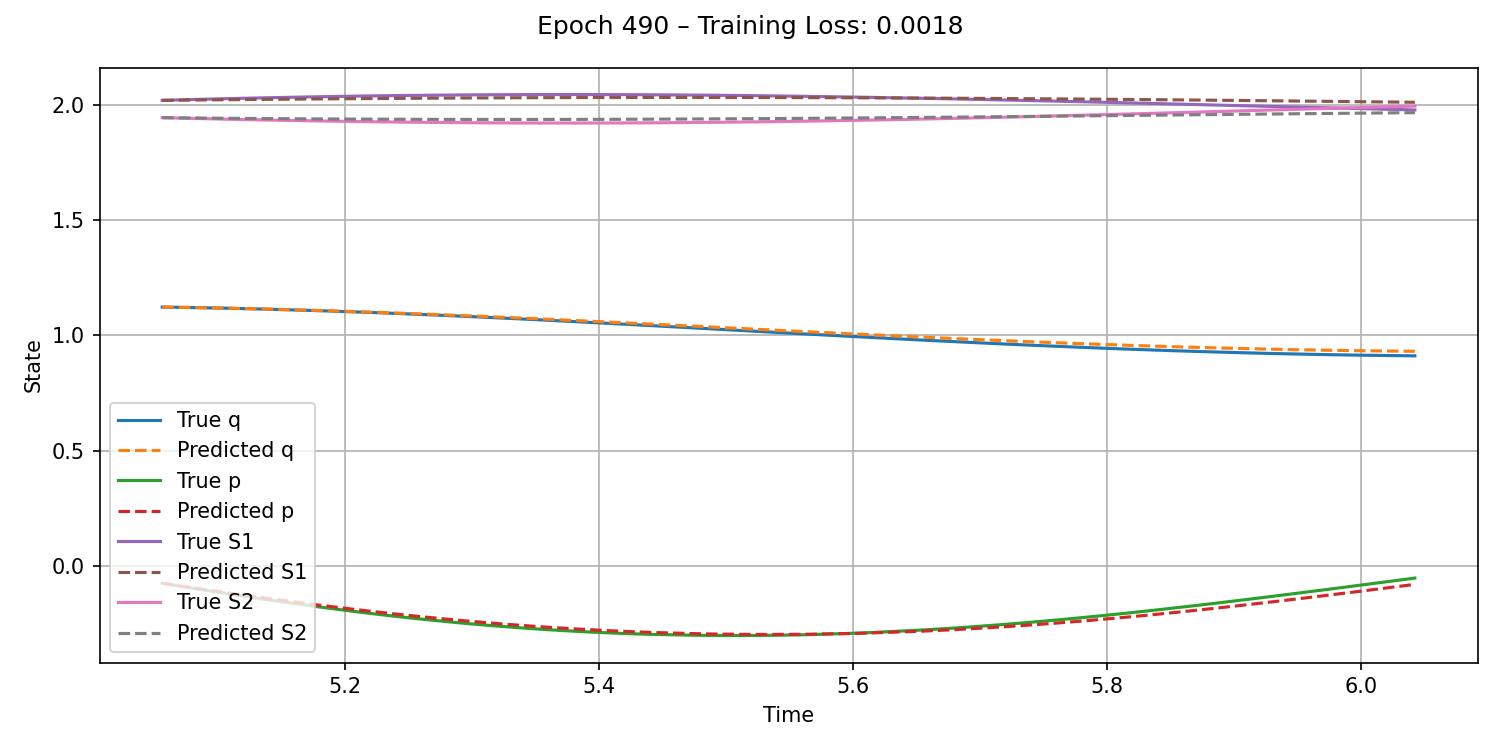 Epoch 490 – Training Loss: 0.0018
2.0
1.5
1.0
0.5
0.0
State
True q
Predicted q
True p
Predicted p
True S1
Predicted S1
True S2
Predicted S2
5.2
5.4
5.6
5.8
6.0
Time